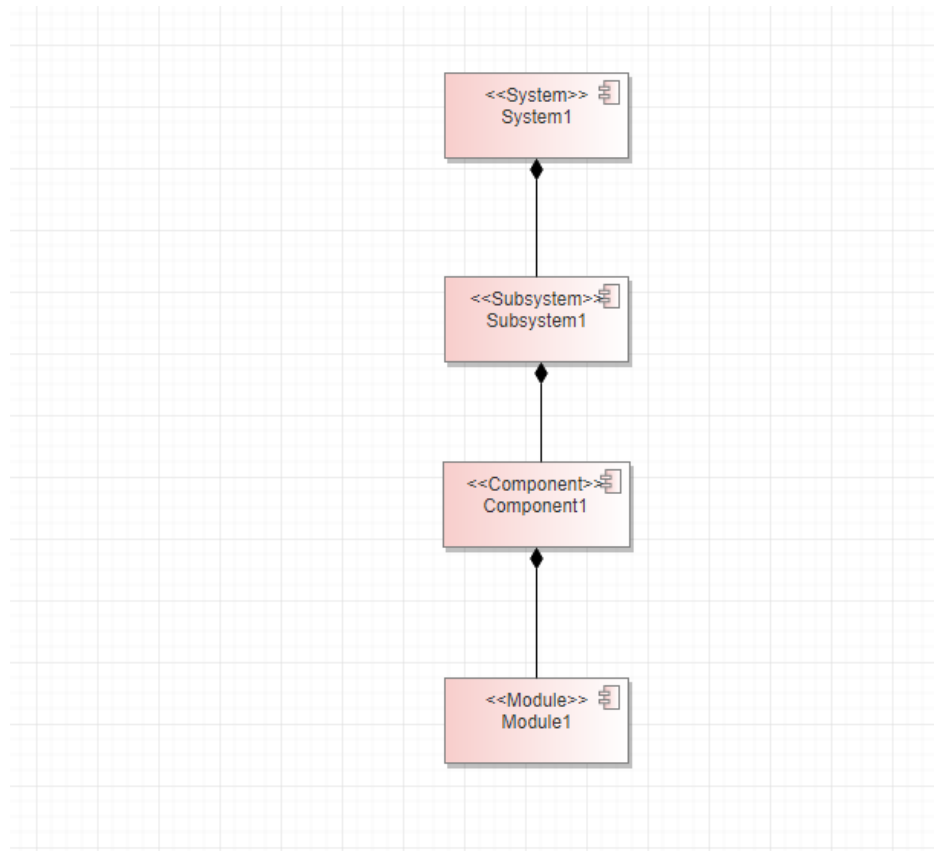 <<System>>
System1
<<Subsystem>>
Subsystem1
<<Component>>
Component1
<<Module>>
Module1